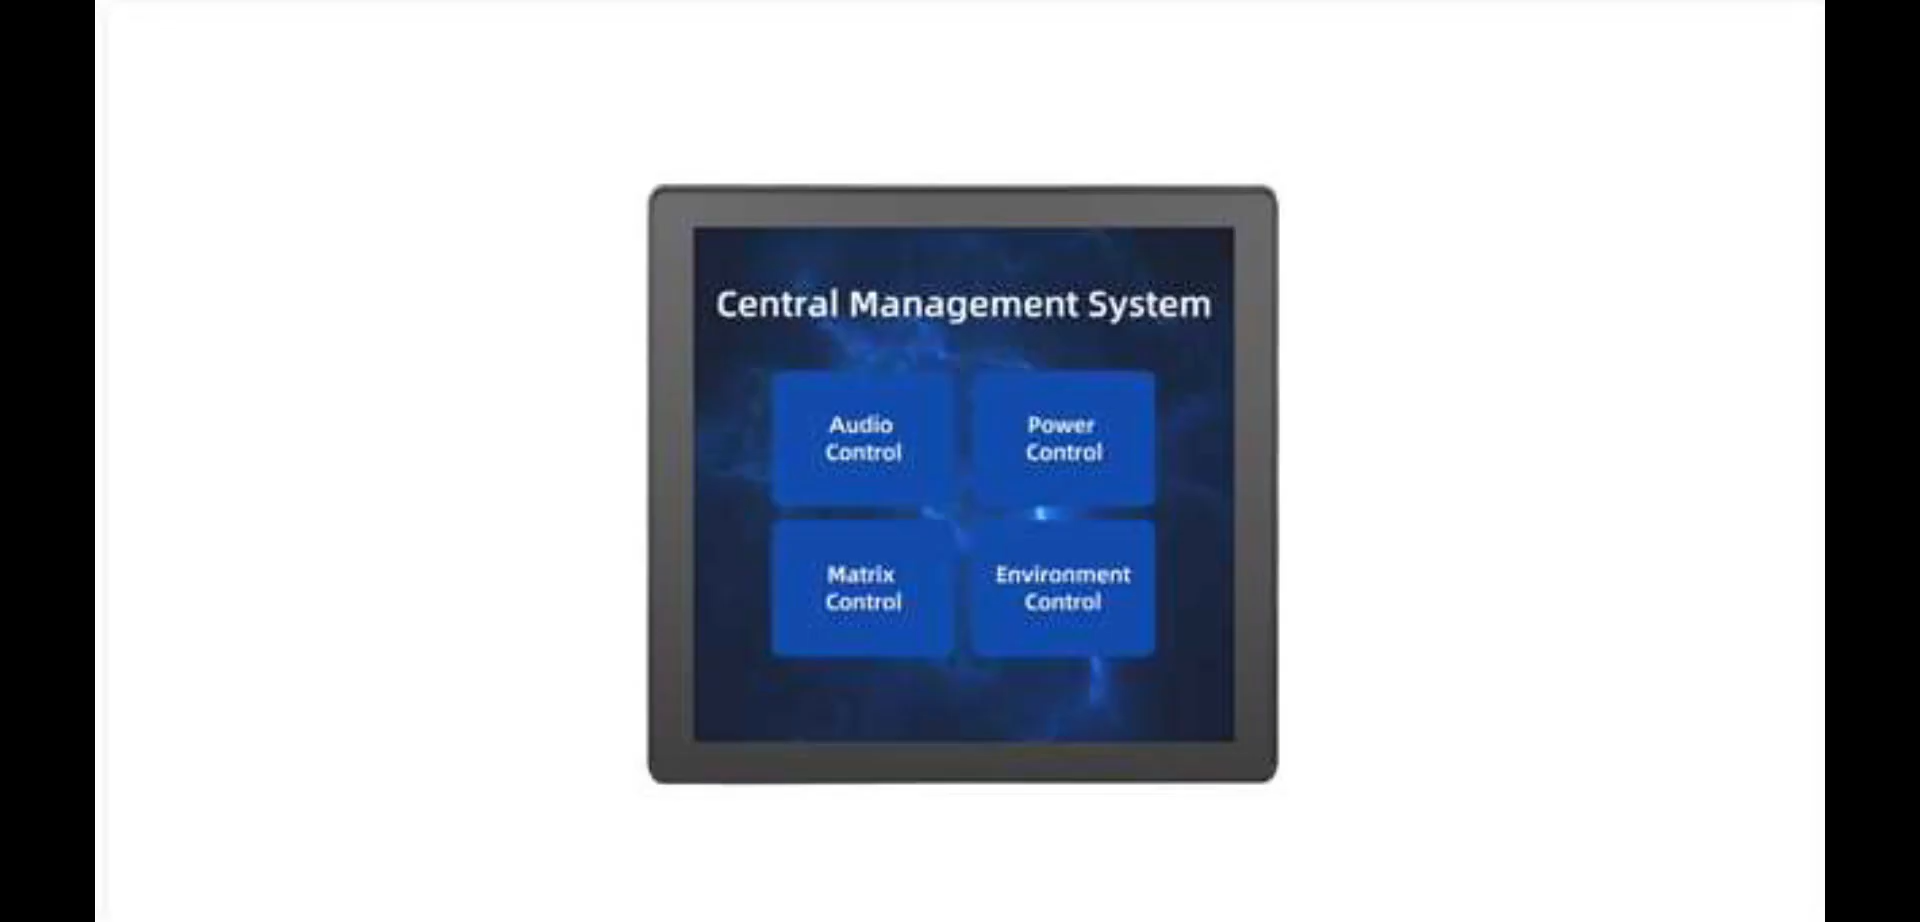 Central Management System
Audio
Control
Power
Control
Matrix
Control
Environment
Control